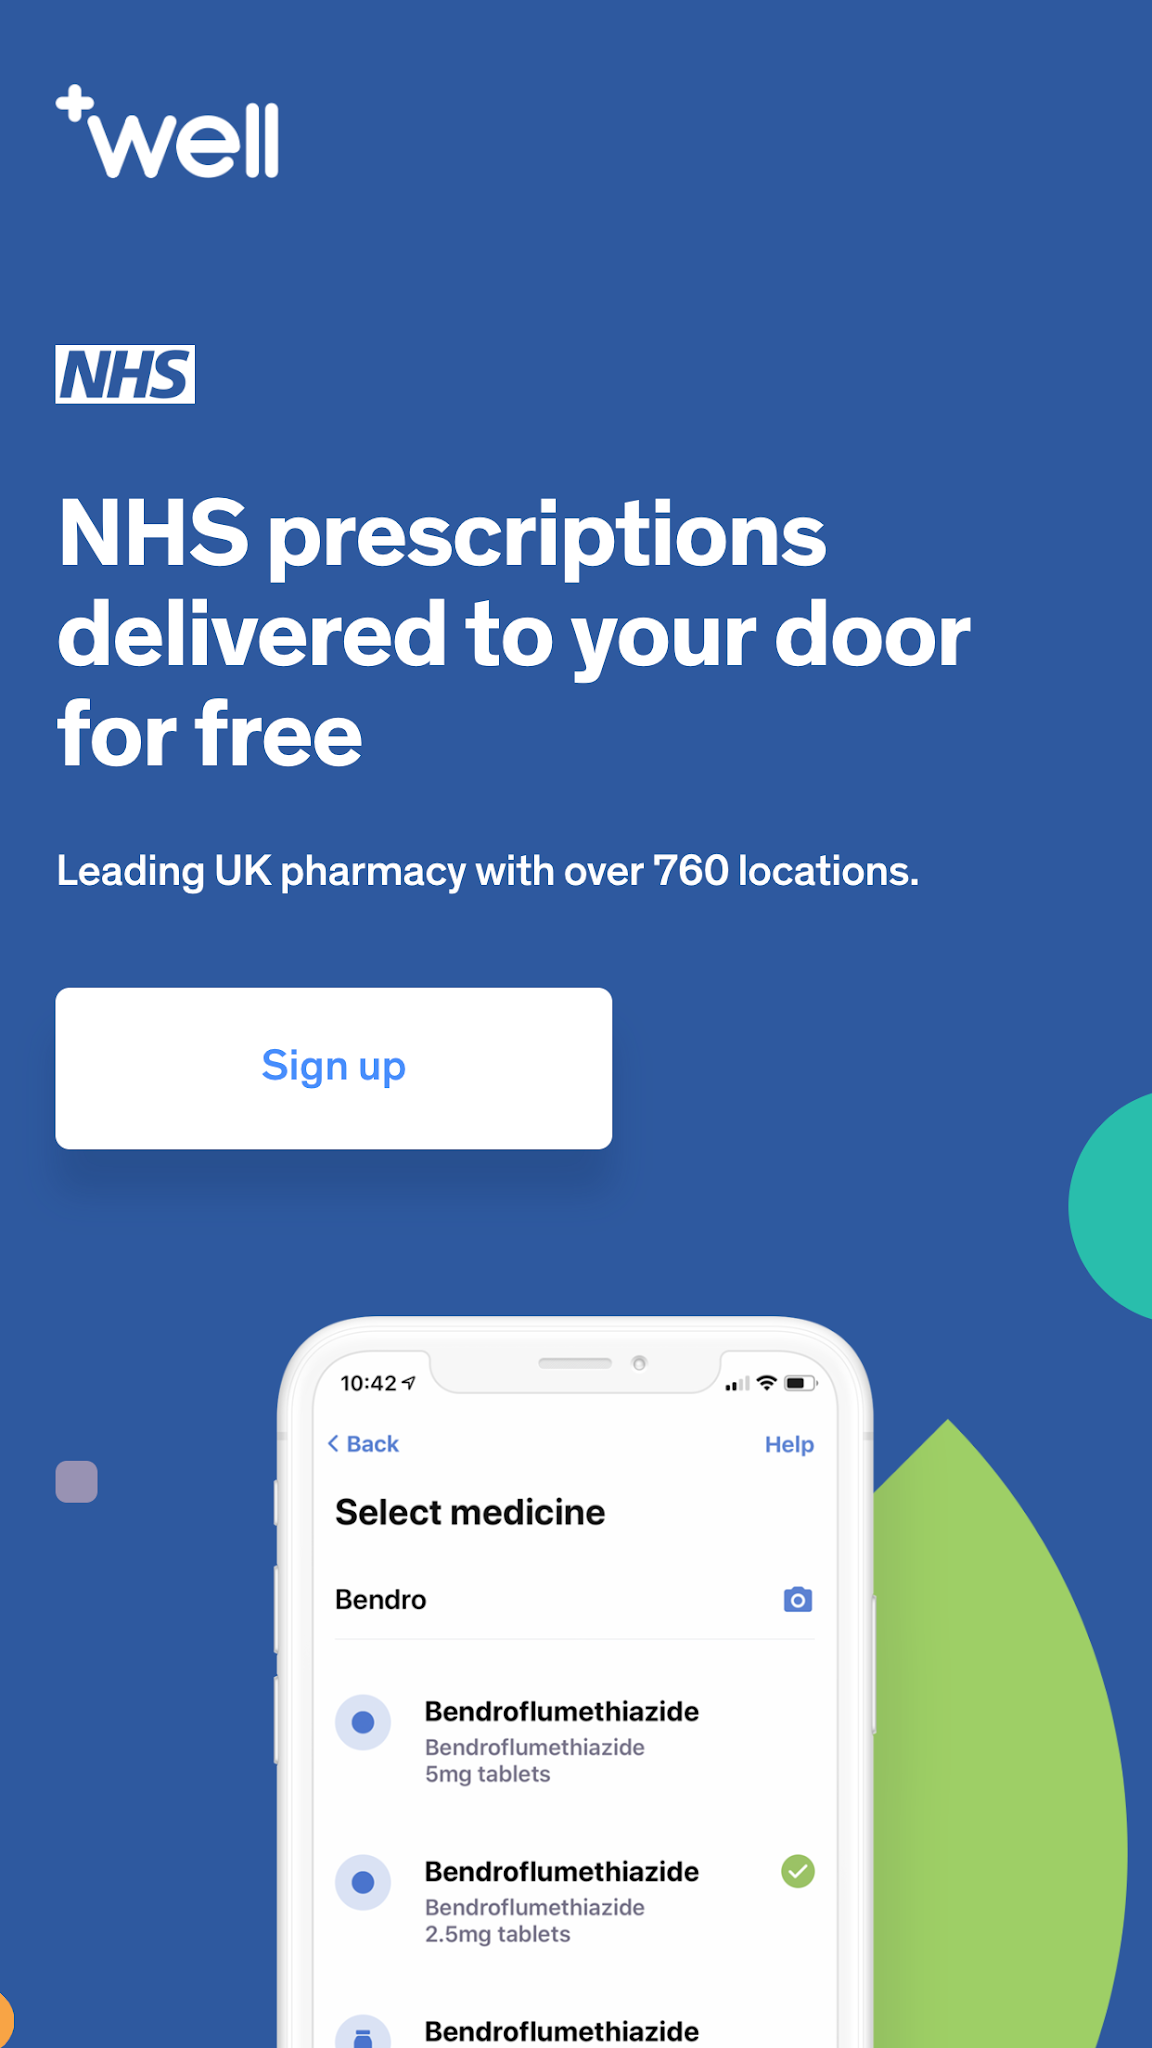 well
NHS
NHS prescriptions
delivered to your door
for free
Leading UK pharmacy with over 760 locations.
Sign up
10:42
Back
Help
Select medicine
Bendro
Bendroflumethiazide
Bendroflumethiazide
5mg tablets
Bendroflumethiazide
Bendroflumethiazide
2.5mg tablets
Bendroflumethiazide